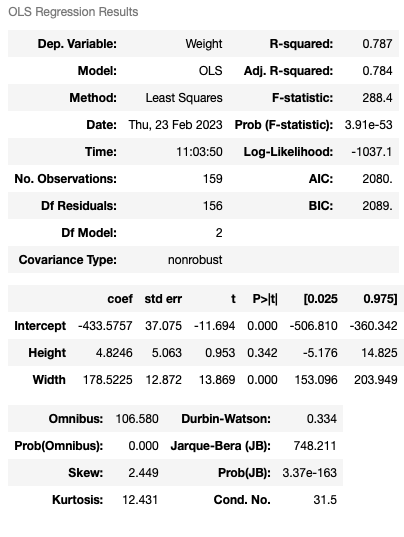 OLS Regression Results
Dep. Variable: Weight R-squared: 0.787
Model: OLS Adj. R-squared: 0.784
Method: Least Squares F-statistic: 288.4
Date: Thu, 23 Feb 2023 Prob (F-statistic): 3.91e-53
Time: 11:03:50 Log-Likelihood: -1037.1
No. Observations: 159 AIC: 2080.
Df Residuals: 156 BIC: 2089.
Df Model: 2
Covariance Type: nonrobust
coef std err t P>|t| [0.025 0.975]
Intercept -433.5757 37.075 -11.694 0.000 -506.810 -360.342
Height 4.8246 5.063 0.953 0.342 -5.176 14.825
Width 178.5225 12.872 13.869 0.000 153.096 203.949
Omnibus: 106.580 Durbin-Watson: 0.334
Prob(Omnibus): 0.000 Jarque-Bera (JB): 748.211
Skew: 2.449 Prob(JB): 3.37e-163
Kurtosis: 12.431 Cond. No. 31.5